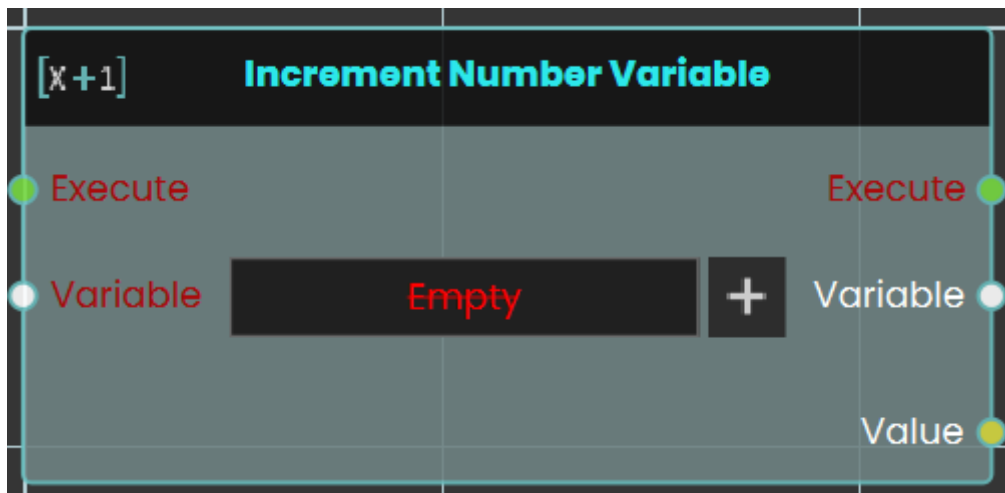 [x+1] Increment Number Variable
Execute Execute
Variable Empty + Variable
Value